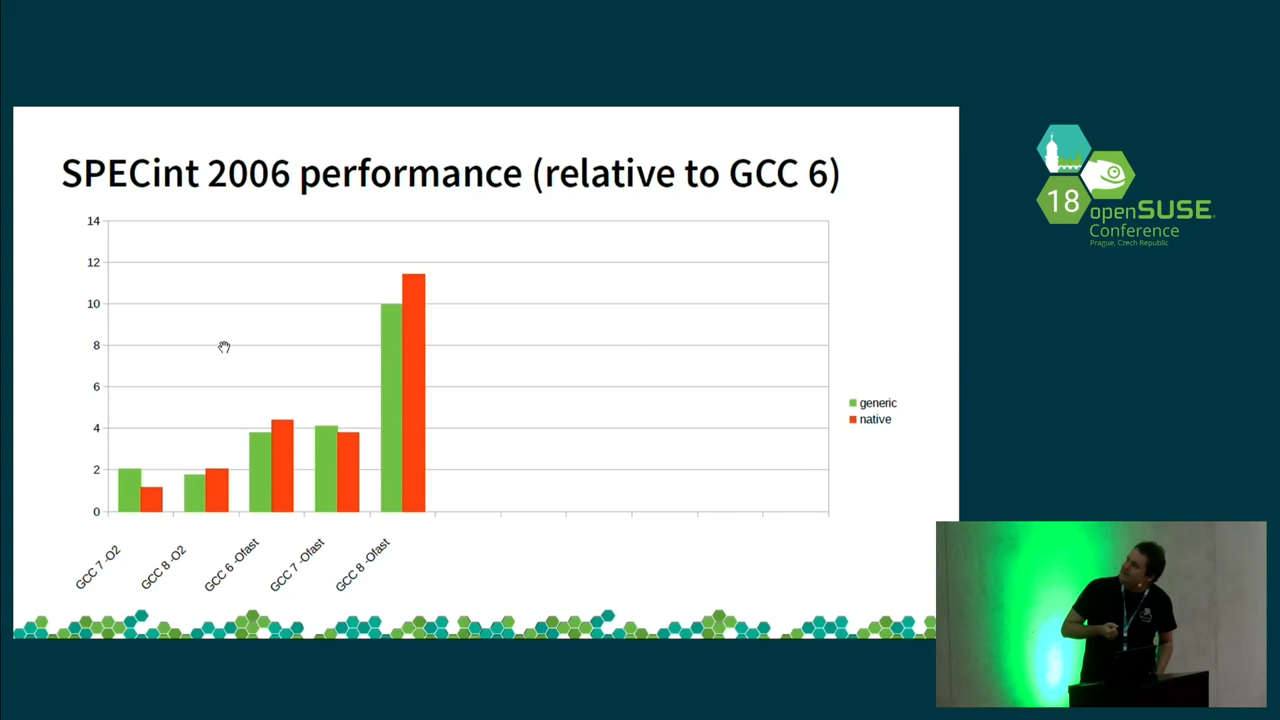 SPECint 2006 performance (relative to GCC 6)
14
12
10
8
6
4
2
0
GCC 7 -O2
GCC 8 -O2
GCC 6 -Ofast
GCC 7 -Ofast
GCC 8 -Ofast
generic
native
18
openSUSE
Conference
Prague, Czech Republic